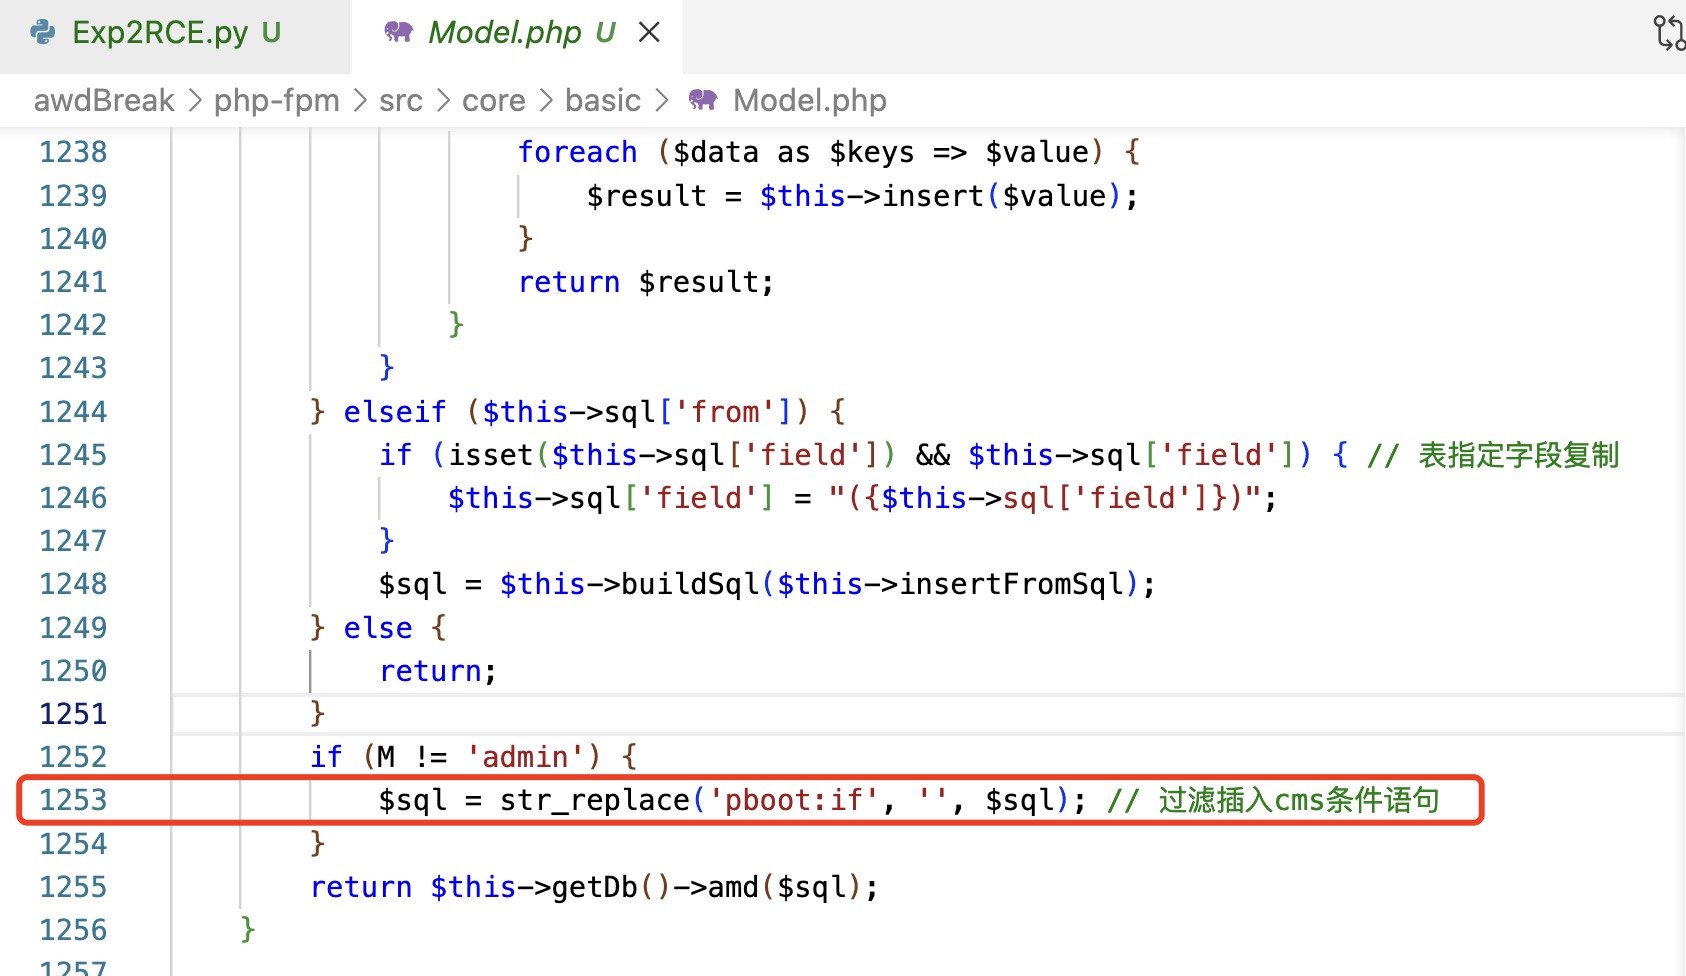 Exp2RCE.py U Model.php U
awdBreak > php-fpm > src > core > basic > Model.php
1238 foreach ($data as $keys => $value) {
1239 $result = $this->insert($value);
1240 }
1241 return $result;
1242 }
1243 }
1244 } elseif ($this->sql['from']) {
1245 if (isset($this->sql['field']) && $this->sql['field']) { // 表指定字段复制
1246 $this->sql['field'] = "({$this->sql['field']})";
1247 }
1248 $sql = $this->buildSql($this->insertFromSql);
1249 } else {
1250 return;
1251 }
1252 if (M != 'admin') {
1253 $sql = str_replace('pboot:if', '', $sql); // 过滤插入cms条件语句
1254 }
1255 return $this->getDb()->amd($sql);
1256 }
1257